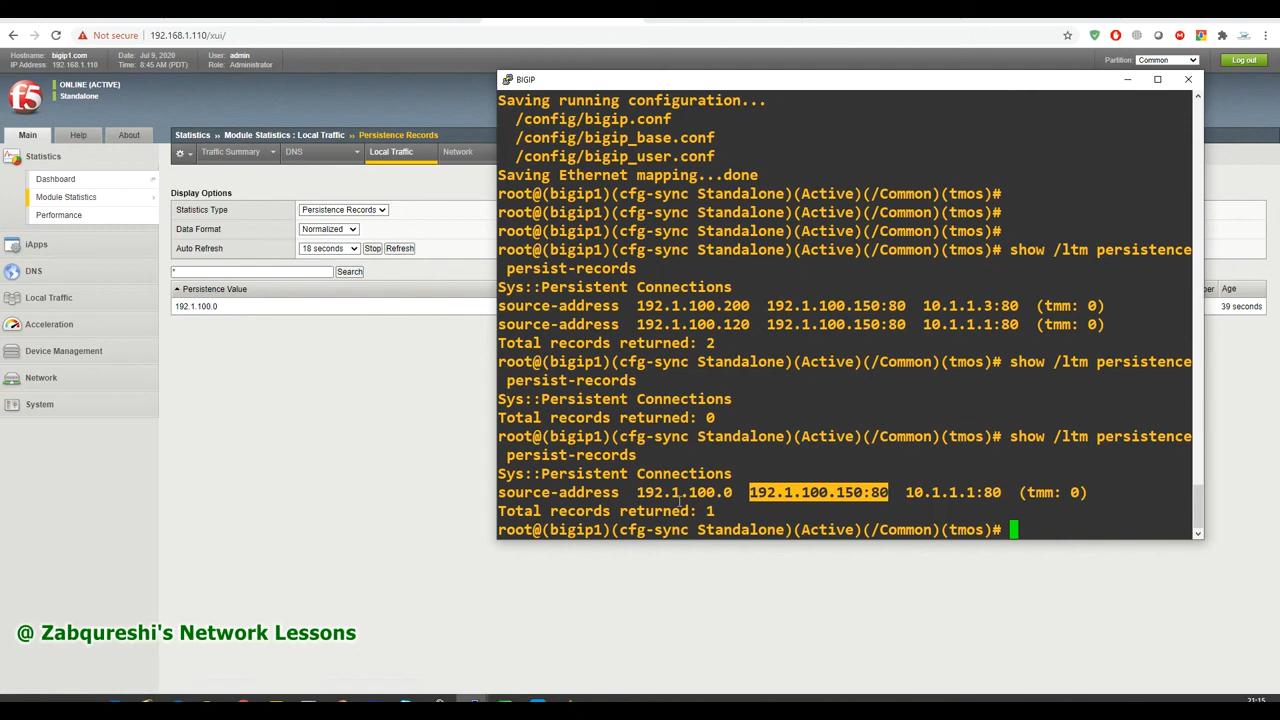 Not secure 192.168.1.110/xui/
Hostname: bigip1.com Date: Jul 9, 2020 User: admin
IP Address: 192.168.1.110 Time: 8:45 AM (PDT) Role: Administrator
Partition: Common Log out
f5
ONLINE (ACTIVE)
Standalone
Main Help About
Statistics » Module Statistics : Local Traffic » Persistence Records
Traffic Summary DNS Local Traffic Network
Statistics
Dashboard
Module Statistics
Performance
iApps
DNS
Local Traffic
Acceleration
Device Management
Network
System
Display Options
Statistics Type Persistence Records
Data Format Normalized
Auto Refresh 18 seconds Stop Refresh
* Search
Persistence Value
192.1.100.0
Age
39 seconds
BIGIP
Saving running configuration...
/config/bigip.conf
/config/bigip_base.conf
/config/bigip_user.conf
Saving Ethernet mapping...done
root@(bigip1)(cfg-sync Standalone)(Active)(/Common)(tmos)#
root@(bigip1)(cfg-sync Standalone)(Active)(/Common)(tmos)#
root@(bigip1)(cfg-sync Standalone)(Active)(/Common)(tmos)#
root@(bigip1)(cfg-sync Standalone)(Active)(/Common)(tmos)# show /ltm persistence
persist-records
Sys::Persistent Connections
source-address 192.1.100.200 192.1.100.150:80 10.1.1.3:80 (tmm: 0)
source-address 192.1.100.120 192.1.100.150:80 10.1.1.1:80 (tmm: 0)
Total records returned: 2
root@(bigip1)(cfg-sync Standalone)(Active)(/Common)(tmos)# show /ltm persistence
persist-records
Sys::Persistent Connections
Total records returned: 0
root@(bigip1)(cfg-sync Standalone)(Active)(/Common)(tmos)# show /ltm persistence
persist-records
Sys::Persistent Connections
source-address 192.1.100.0 192.1.100.150:80 10.1.1.1:80 (tmm: 0)
Total records returned: 1
root@(bigip1)(cfg-sync Standalone)(Active)(/Common)(tmos)#
@ Zabqureshi's Network Lessons